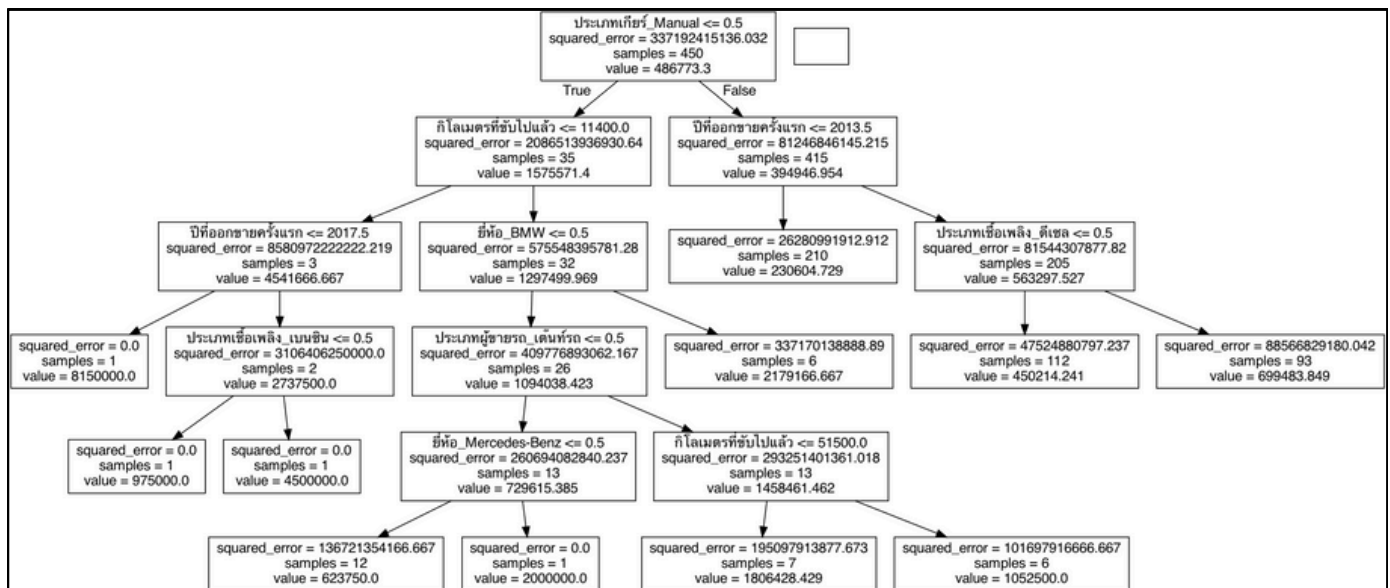 ประเภทเกียร์_Manual <= 0.5
squared_error = 337192415136.032
samples = 450
value = 486773.3
True
False
กิโลเมตรที่ขับไปแล้ว <= 11400.0
squared_error = 2086513936930.64
samples = 35
value = 1575571.4
ปีที่ออกขายครั้งแรก <= 2013.5
squared_error = 81246846145.215
samples = 415
value = 394946.954
ปีที่ออกขายครั้งแรก <= 2017.5
squared_error = 8580972222222.219
samples = 3
value = 4541666.667
ยี่ห้อ_BMW <= 0.5
squared_error = 575548395781.28
samples = 32
value = 1297499.969
squared_error = 26280991912.912
samples = 210
value = 230604.729
ประเภทเชื้อเพลิง_ดีเซล <= 0.5
squared_error = 81544307877.82
samples = 205
value = 563297.527
squared_error = 0.0
samples = 1
value = 8150000.0
ประเภทเชื้อเพลิง_เบนซิน <= 0.5
squared_error = 3106406250000.0
samples = 2
value = 2737500.0
ประเภทผู้ขายรถ_เต้นท์รถ <= 0.5
squared_error = 409776893062.167
samples = 26
value = 1094038.423
squared_error = 337170138888.89
samples = 6
value = 2179166.667
squared_error = 47524880797.237
samples = 112
value = 450214.241
squared_error = 88566829180.042
samples = 93
value = 699483.849
squared_error = 0.0
samples = 1
value = 975000.0
squared_error = 0.0
samples = 1
value = 4500000.0
ยี่ห้อ_Mercedes-Benz <= 0.5
squared_error = 260694082840.237
samples = 13
value = 729615.385
กิโลเมตรที่ขับไปแล้ว <= 51500.0
squared_error = 293251401361.018
samples = 13
value = 1458461.462
squared_error = 136721354166.667
samples = 12
value = 623750.0
squared_error = 0.0
samples = 1
value = 2000000.0
squared_error = 195097913877.673
samples = 7
value = 1806428.429
squared_error = 101697916666.667
samples = 6
value = 1052500.0